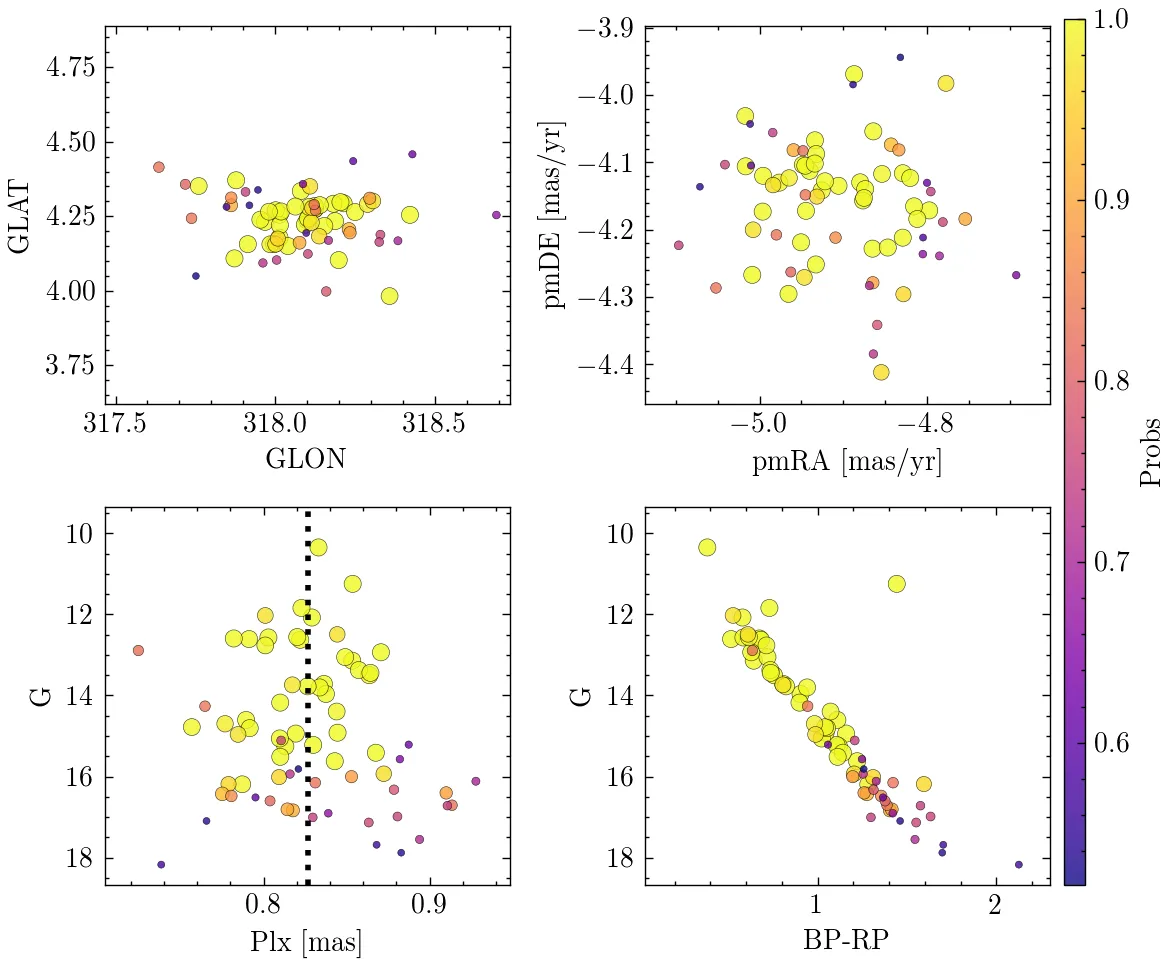 4.75
4.50
4.25
4.00
3.75
GLAT
317.5 318.0 318.5
GLON
−3.9
−4.0
−4.1
−4.2
−4.3
−4.4
pmDE [mas/yr]
−5.0 −4.8
pmRA [mas/yr]
10
12
14
16
18
G
0.8 0.9
Plx [mas]
10
12
14
16
18
G
1 2
BP-RP
1.0
0.9
0.8
0.7
0.6
Probs